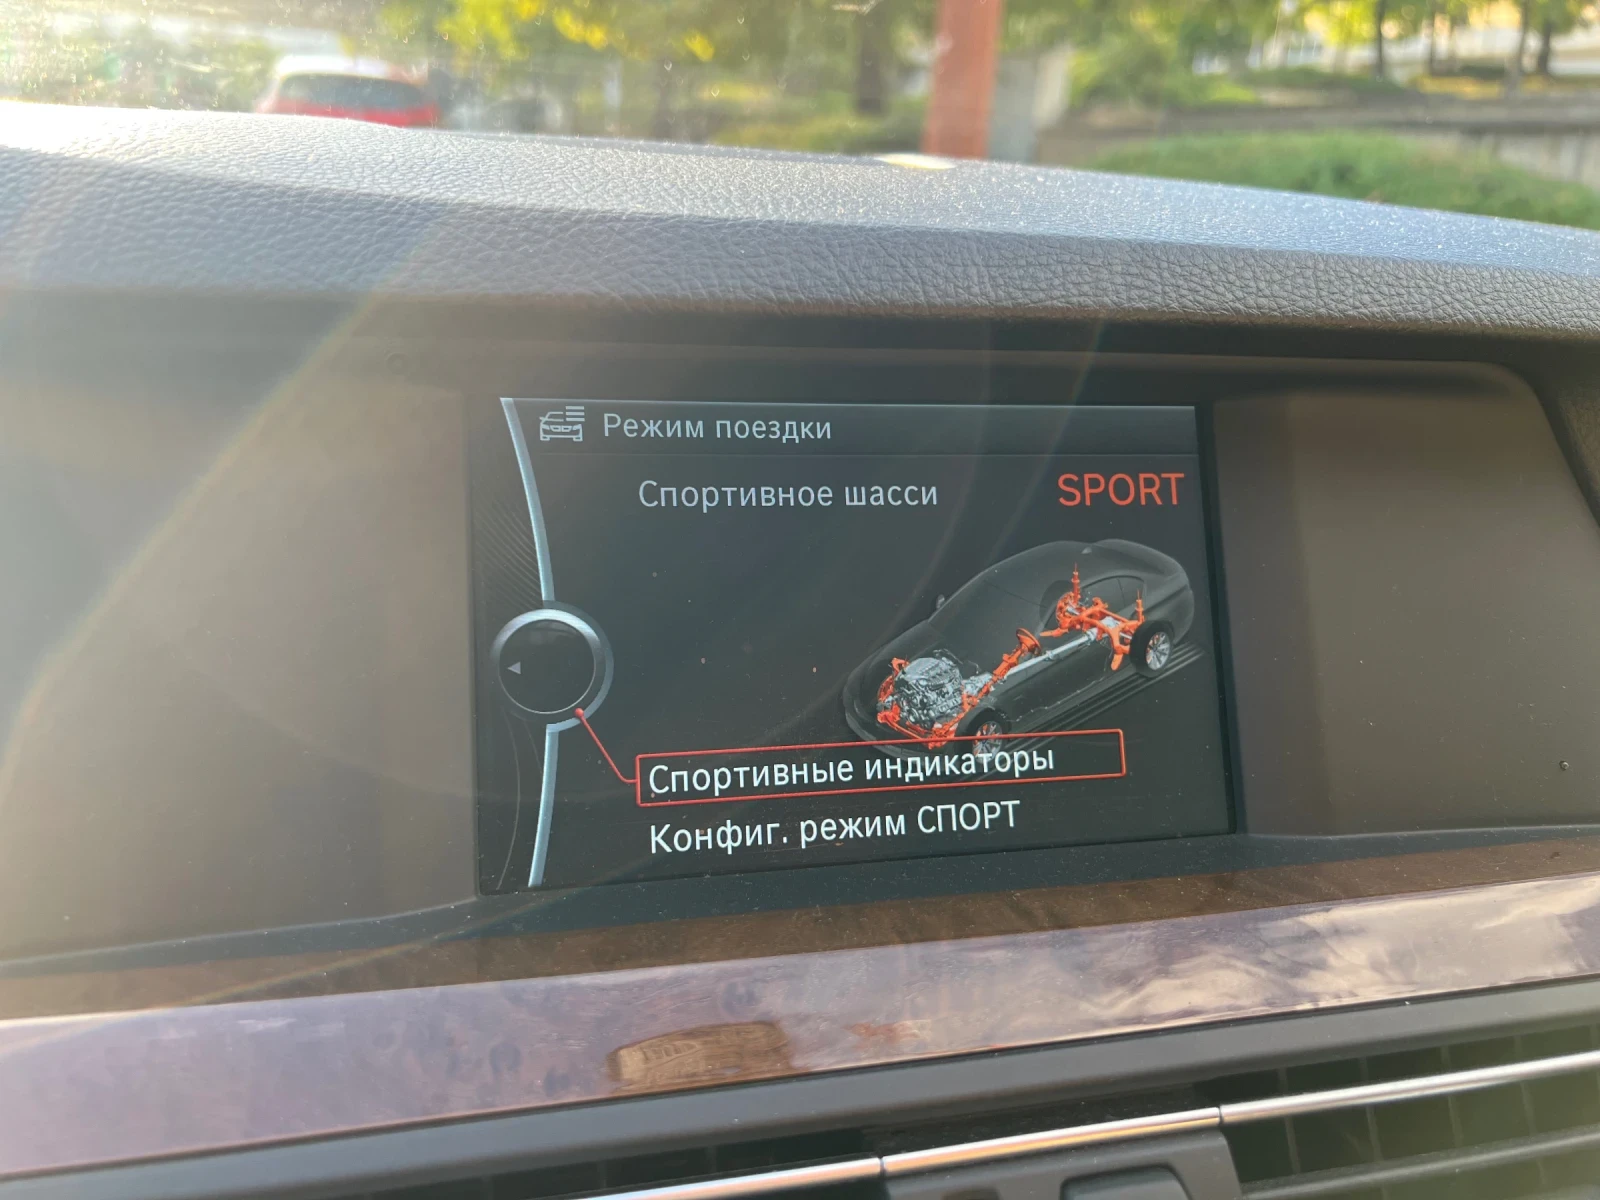 Режим поездки
Спортивное шасси SPORT
Спортивные индикаторы
Конфиг. режим СПОРТ